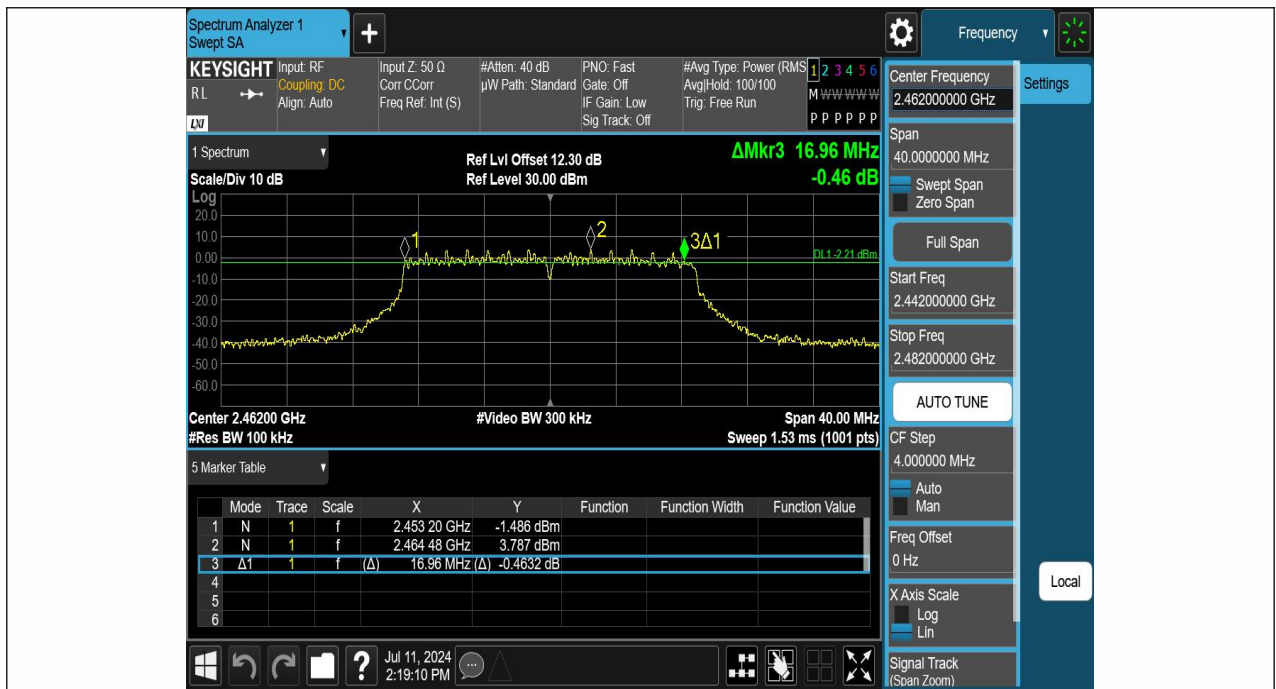 Spectrum Analyzer 1
Swept SA
+
Frequency
KEYSIGHT
RL
LXI
Input: RF
Coupling: DC
Align: Auto
Input Z: 50 Ω
Corr CCorr
Freq Ref: Int (S)
#Atten: 40 dB
µW Path: Standard
PNO: Fast
Gate: Off
IF Gain: Low
Sig Track: Off
#Avg Type: Power (RMS
Avg|Hold: 100/100
Trig: Free Run
1 2 3 4 5 6
M W W W W W
P P P P P P
1 Spectrum
Scale/Div 10 dB
Ref Lvl Offset 12.30 dB
Ref Level 30.00 dBm
ΔMkr3 16.96 MHz
-0.46 dB
Log
20.0
10.0
0.00
-10.0
-20.0
-30.0
-40.0
-50.0
-60.0
1
2
3Δ1
DL1 -2.21 dBm
Center 2.46200 GHz
#Video BW 300 kHz
Span 40.00 MHz
#Res BW 100 kHz
Sweep 1.53 ms (1001 pts)
5 Marker Table
Mode Trace Scale X Y Function Function Width Function Value
1 N 1 f 2.453 20 GHz -1.486 dBm
2 N 1 f 2.464 48 GHz 3.787 dBm
3 Δ1 1 f (Δ) 16.96 MHz (Δ) -0.4632 dB
4
5
6
Jul 11, 2024
2:19:10 PM
?
Settings
Center Frequency
2.462000000 GHz
Span
40.0000000 MHz
Swept Span
Zero Span
Full Span
Start Freq
2.442000000 GHz
Stop Freq
2.482000000 GHz
AUTO TUNE
CF Step
4.000000 MHz
Auto
Man
Freq Offset
0 Hz
X Axis Scale
Log
Lin
Signal Track
(Span Zoom)
Local